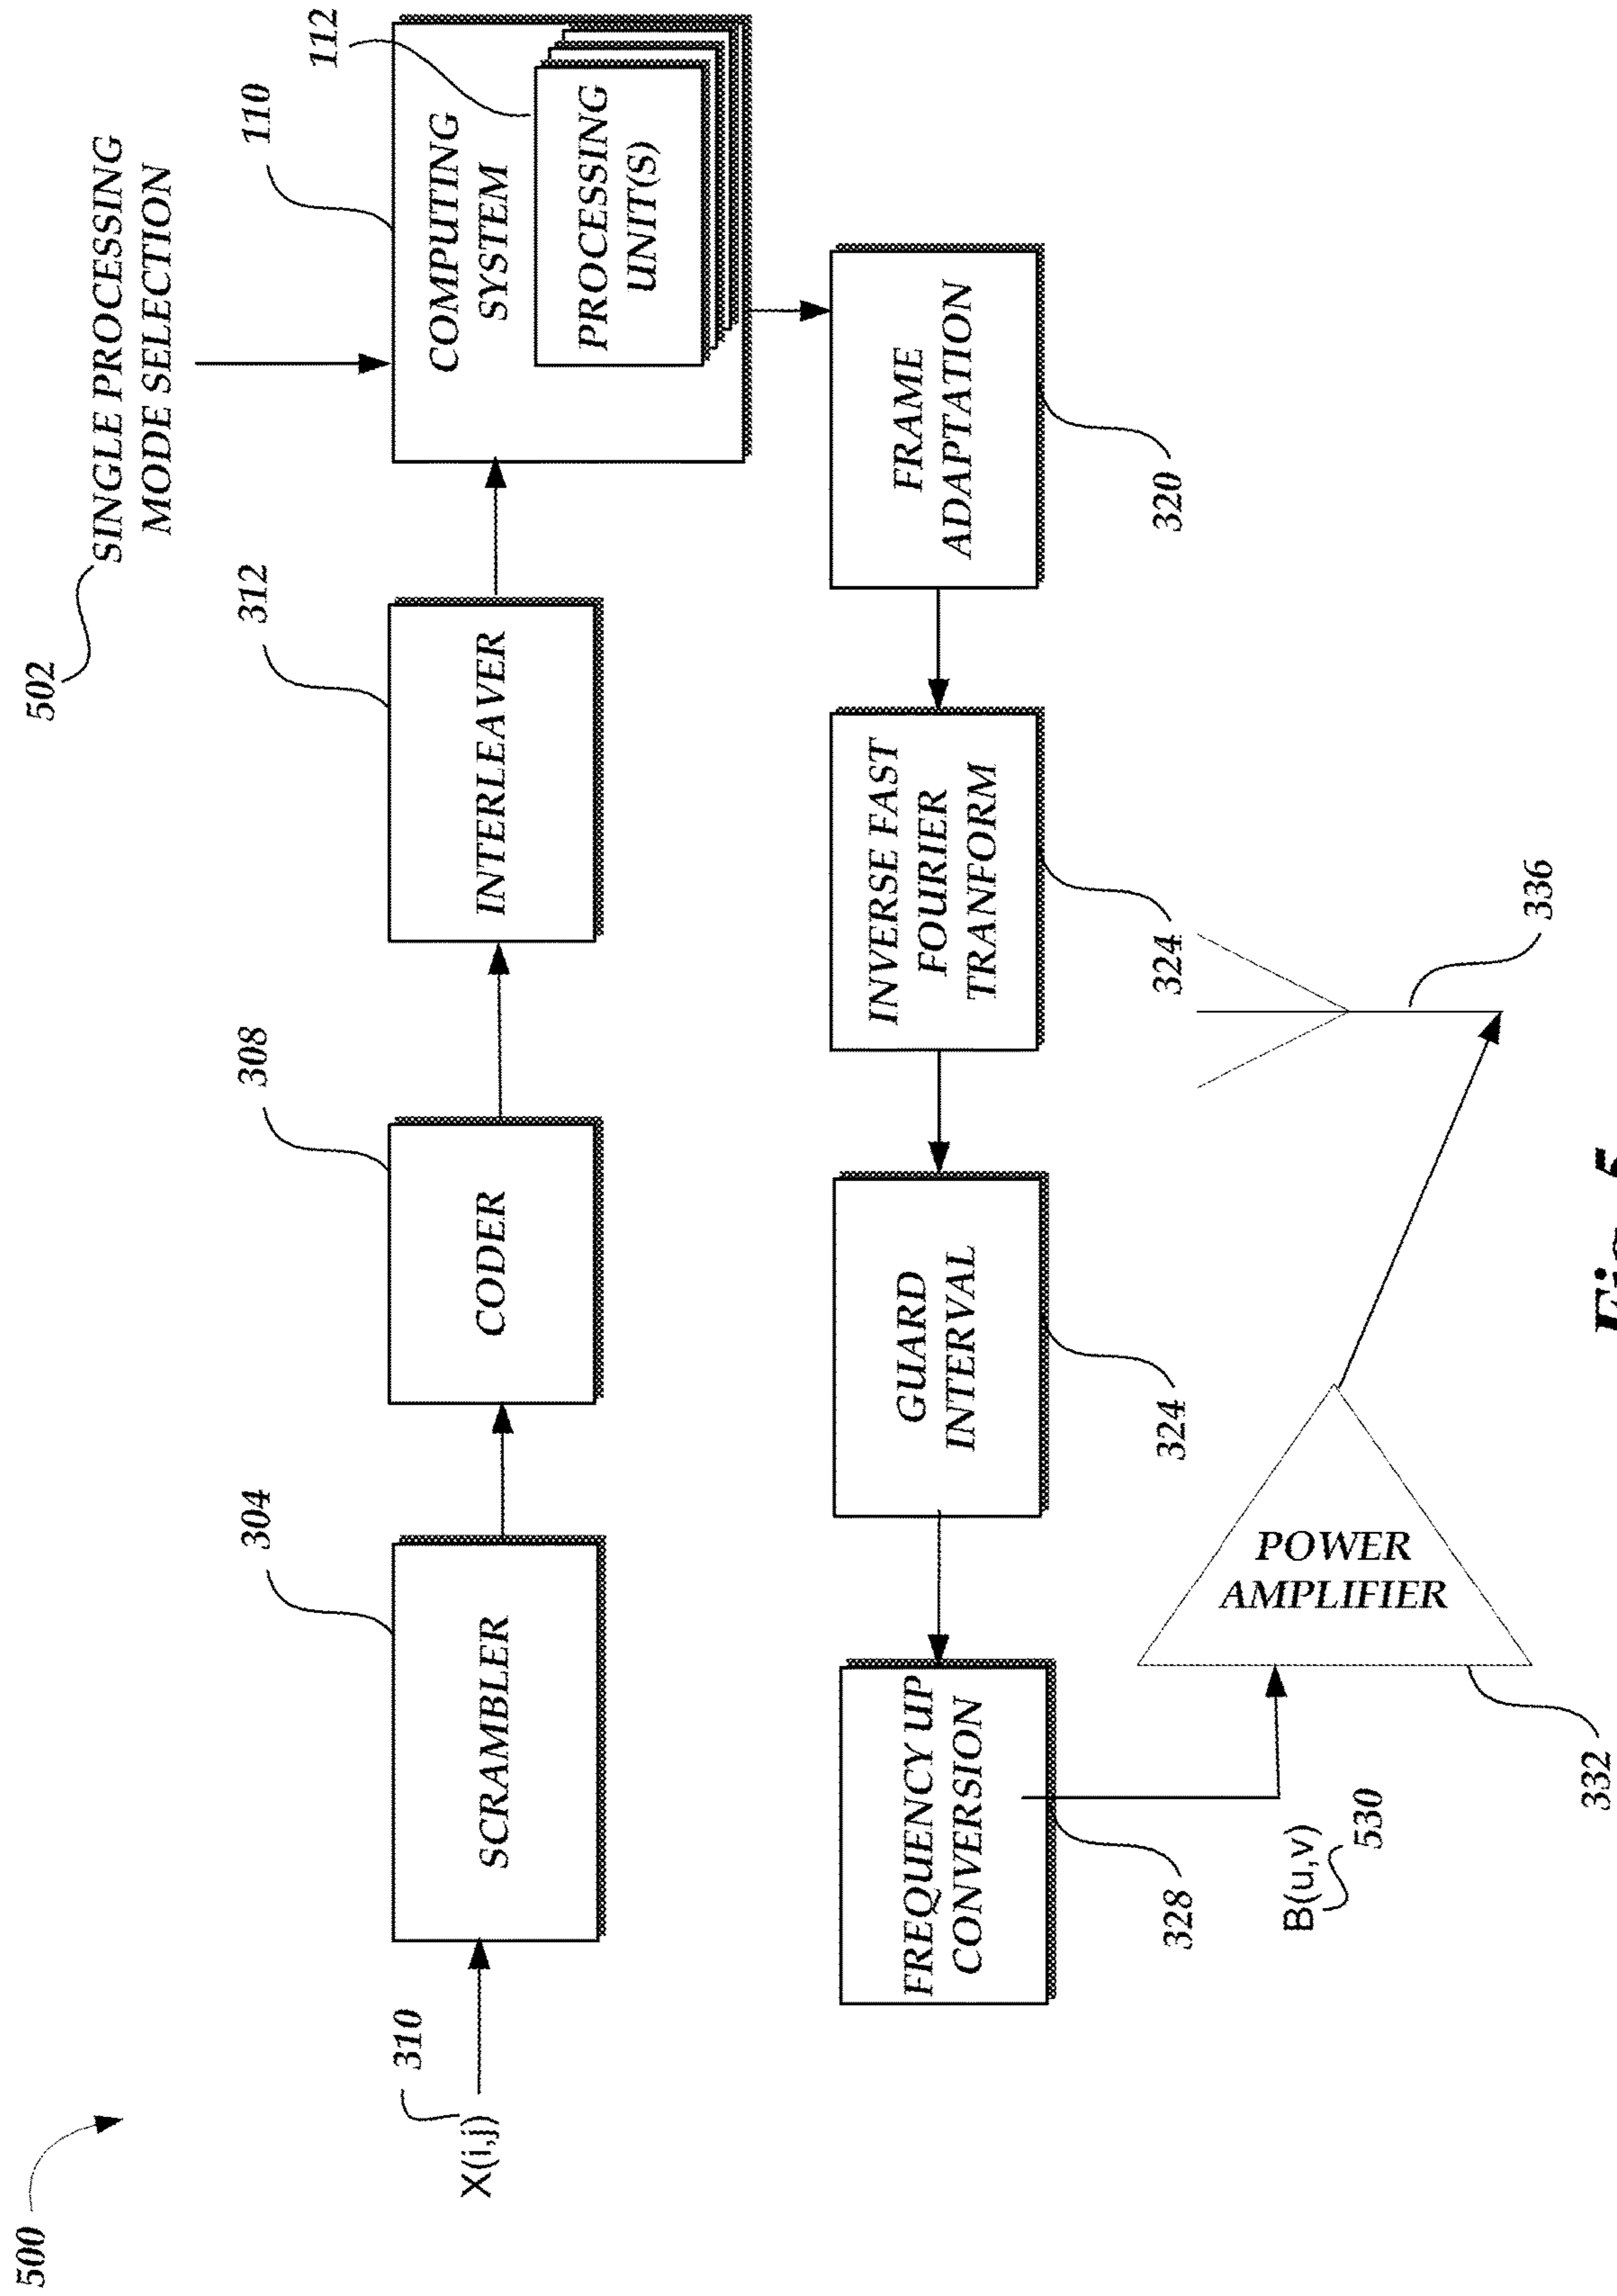 500
502
SINGLE PROCESSING
MODE SELECTION
X(i,j)
310
304
SCRAMBLER
308
CODER
312
INTERLEAVER
110
COMPUTING
SYSTEM
112
PROCESSING
UNIT(S)
FRAME
ADAPTATION
320
INVERSE FAST
FOURIER
TRANFORM
324
GUARD
INTERVAL
324
FREQUENCY UP
CONVERSION
328
B(u,v)
530
POWER
AMPLIFIER
332
336
Fig. 5